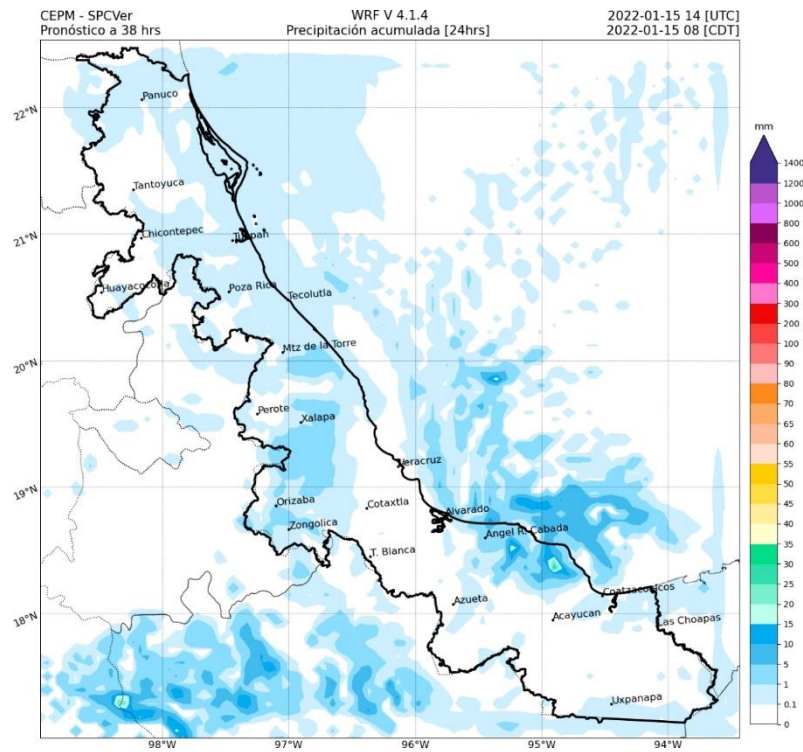 CEPM - SPCVer
WRF V 4.1.4
2022-01-15 14 [UTC]
Pronóstico a 38 hrs
Precipitación acumulada [24hrs]
2022-01-15 08 [CDT]
22°N
21°N
20°N
19°N
18°N
98°W
97°W
96°W
95°W
94°W
Panuco
Tantoyuca
Chicontepec
Tuxpan
Huayacocotla
Poza Rica
Tecolutla
Mtz de la Torre
Perote
Xalapa
Veracruz
Orizaba
Cotaxtla
Alvarado
Zongolica
Angel R. Cabada
T. Blanca
Azueta
Coatzacoalcos
Acayucan
Las Choapas
Uxpanapa
mm
1400
1200
1000
800
600
500
400
300
200
100
90
80
70
65
60
55
50
45
40
35
30
25
20
15
10
5
1
0.1
0